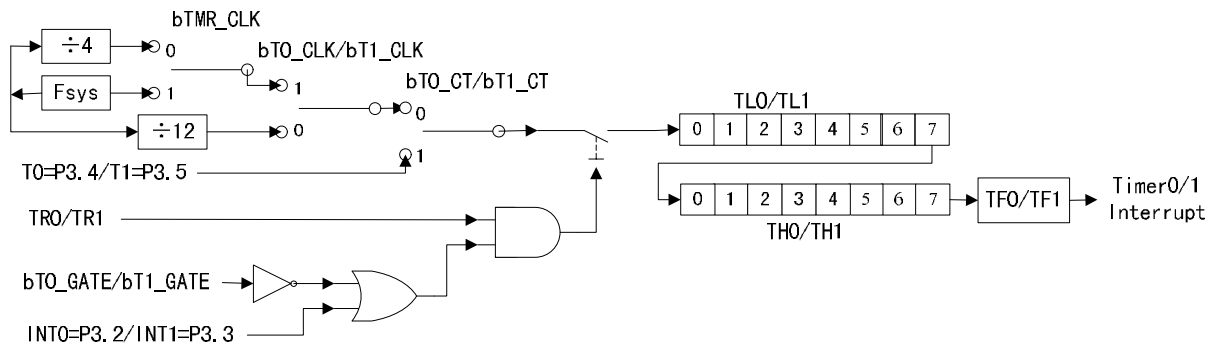 bTMR_CLK
÷4
0
bT0_CLK/bT1_CLK
Fsys
1
1
bT0_CT/bT1_CT
0
÷12
0
TL0/TL1
0 1 2 3 4 5 6 7
1
T0=P3.4/T1=P3.5
0 1 2 3 4 5 6 7
TF0/TF1
Timer0/1
Interrupt
TR0/TR1
TH0/TH1
bT0_GATE/bT1_GATE
INT0=P3.2/INT1=P3.3